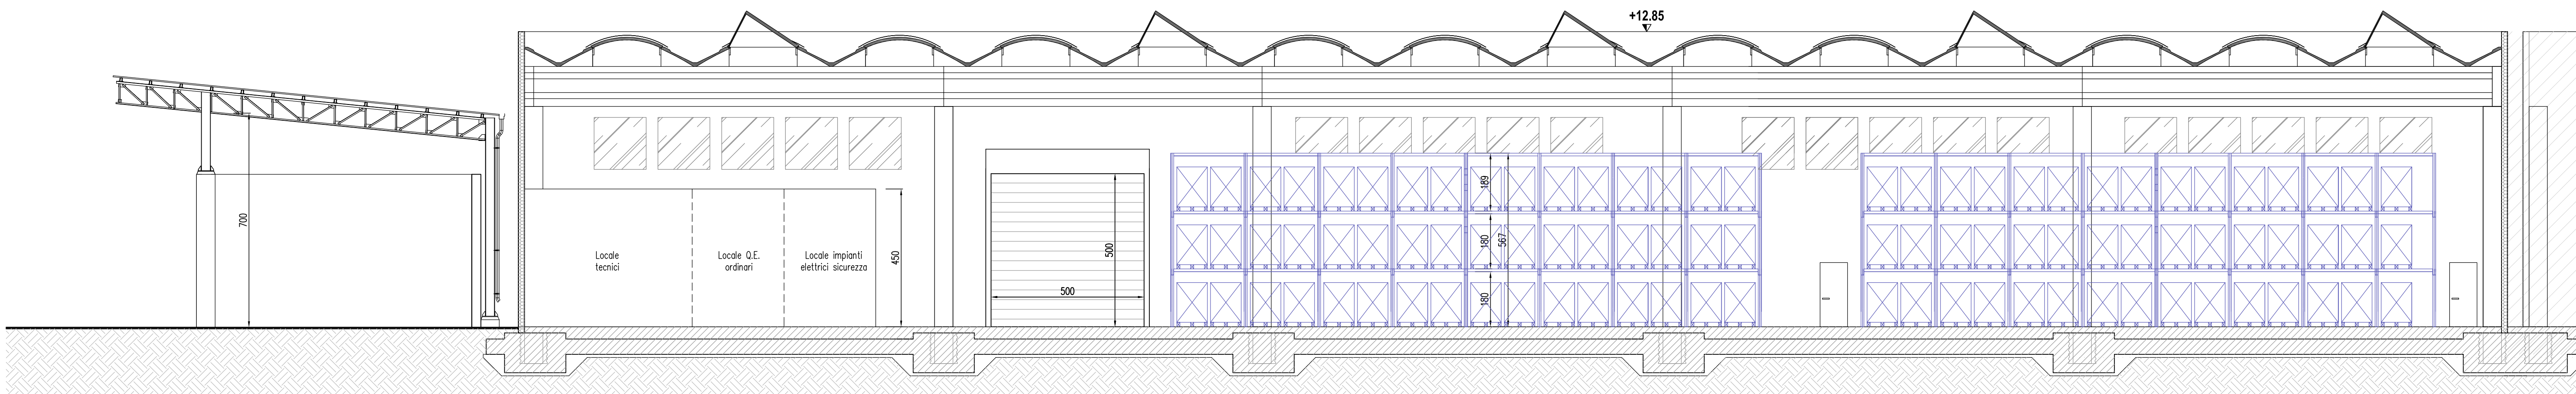 +12.85
700
Locale
tecnici
Locale Q.E.
ordinari
Locale impianti
elettrici sicurezza
450
500
500
189
180
567
180